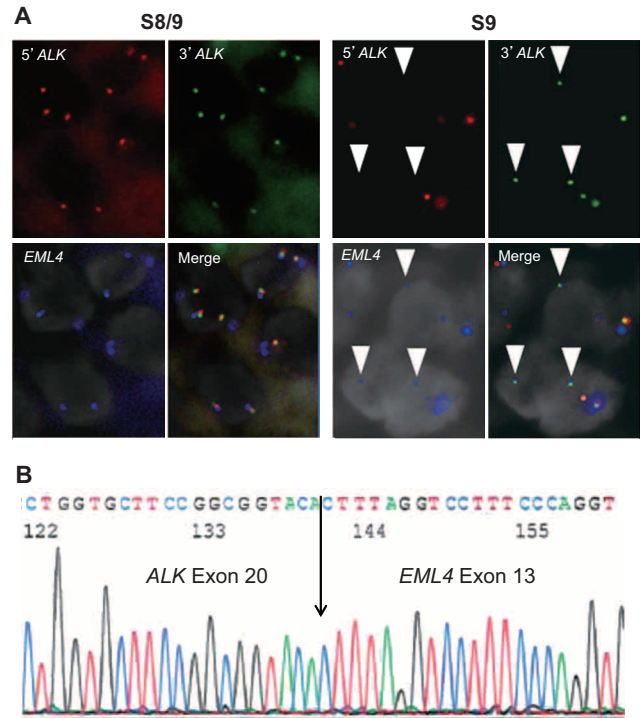 A
S8/9
S9
5' ALK
3' ALK
5' ALK
3' ALK
EML4
Merge
EML4
Merge
B
CTGGTGCTTCCGGCGGTACACTTTAGGTCCTTTCCCAGGT
122 133 144 155
ALK Exon 20
EML4 Exon 13